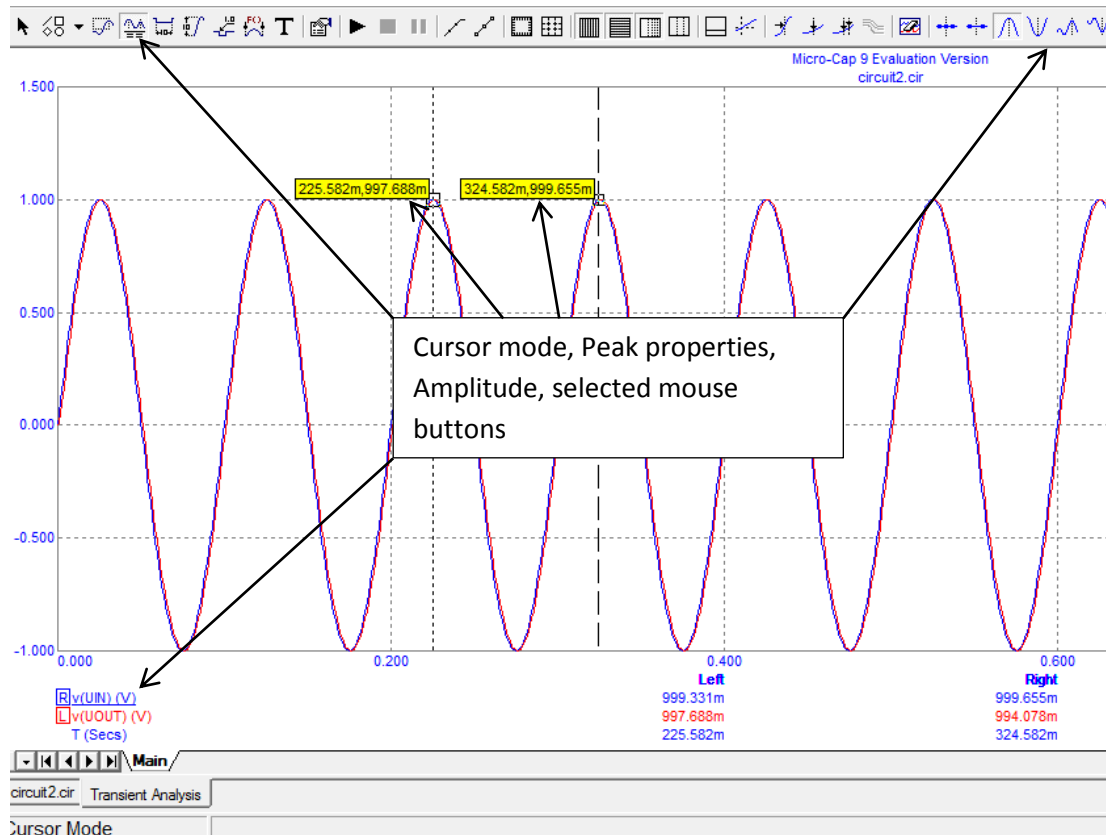 T
Micro-Cap 9 Evaluation Version
circuit2.cir
1.500
225.582m,997.688m
324.582m,999.655m
1.000
0.500
Cursor mode, Peak properties,
Amplitude, selected mouse
buttons
0.000
-0.500
-1.000
0.000 0.200 0.400 0.600
Left Right
R v(UIN) (V) 999.331m 999.655m
L v(UOUT) (V) 997.688m 994.078m
T (Secs) 225.582m 324.582m
Main
circuit2.cir Transient Analysis
Cursor Mode